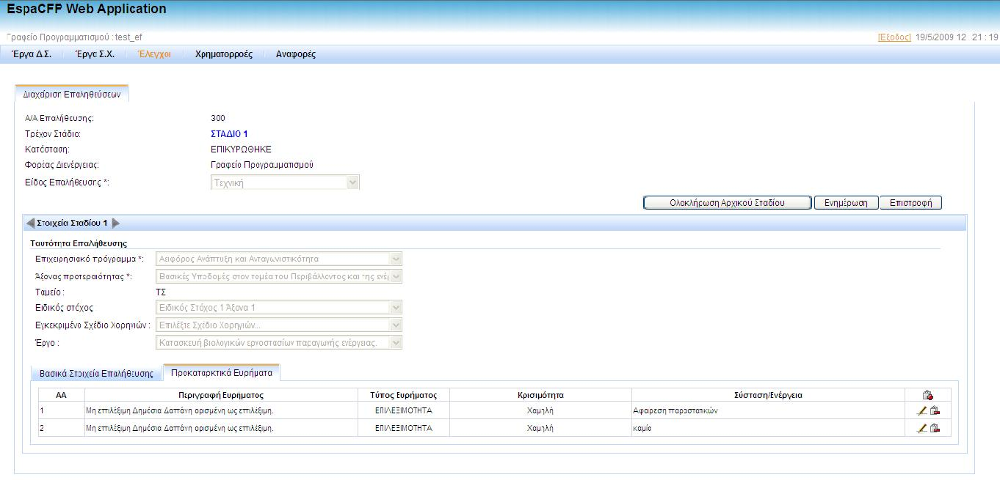 EspaCFP Web Application
Γραφείο Προγραμματισμού : test_ef [Έξοδος] 19/5/2009 12 21 : 19
Έργα Δ.Σ. Έργα Σ.Χ. Έλεγχοι Χρηματορροές Αναφορές
Διαχείριση Επαληθεύσεων
Α/Α Επαλήθευσης: 300
Τρέχον Στάδιο: ΣΤΑΔΙΟ 1
Κατάσταση: ΕΠΙΚΥΡΩΘΗΚΕ
Φορέας Διενέργειας: Γραφείο Προγραμματισμού
Είδος Επαλήθευσης *: Τεχνική
Ολοκλήρωση Αρχικού Σταδίου Ενημέρωση Επιστροφή
Στοιχεία Σταδίου 1
Ταυτότητα Επαλήθευσης
Επιχειρησιακό πρόγραμμα *: Αειφόρος Ανάπτυξη και Ανταγωνιστικότητα
Άξονας προτεραιότητας *: Βασικές Υποδομές στον τομέα του Περιβάλλοντος και της ενέρ
Ταμείο : ΤΣ
Ειδικός στόχος Ειδικός Στόχος 1 Άξονα 1
Εγκεκριμένο Σχέδιο Χορηγιών : Επιλέξτε Σχέδιο Χορηγιών...
Έργο : Κατασκευή βιολογικών εργοστασίων παραγωγής ενέργειας.
Βασικά Στοιχεία Επαλήθευσης Προκαταρκτικά Ευρήματα
ΑΑ Περιγραφή Ευρήματος Τύπος Ευρήματος Κρισιμότητα Σύσταση/Ενέργεια
1 Μη επιλέξιμη Δημόσια Δαπάνη ορισμένη ως επιλέξιμη. ΕΠΙΛΕΞΙΜΟΤΗΤΑ Χαμηλή Αφαιρεση παραστατικών
2 Μη επιλέξιμη Δημόσια Δαπάνη ορισμένη ως επιλέξιμη. ΕΠΙΛΕΞΙΜΟΤΗΤΑ Χαμηλή καμία